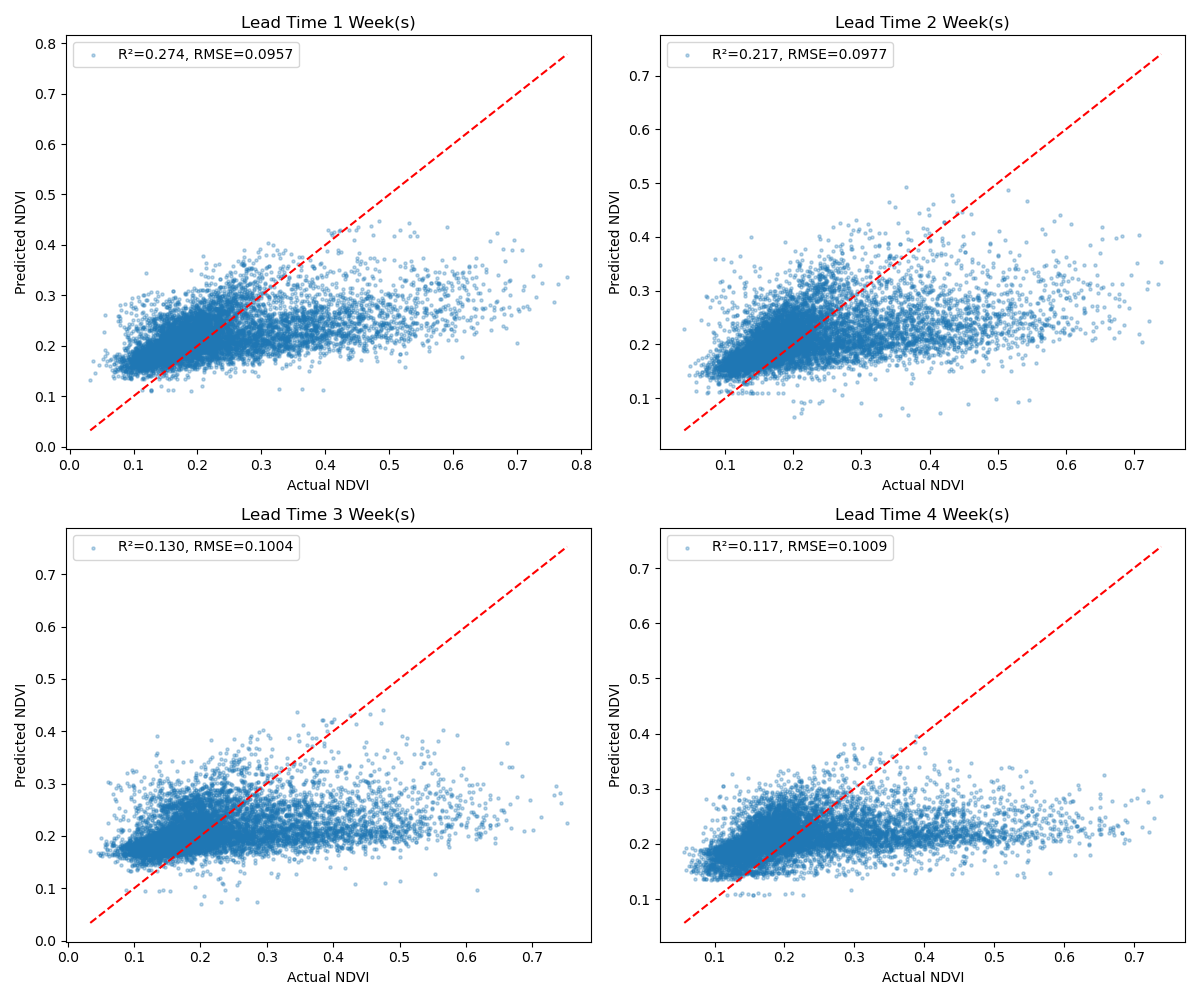 Lead Time 1 Week(s)
R²=0.274, RMSE=0.0957
Predicted NDVI
0.8
0.7
0.6
0.5
0.4
0.3
0.2
0.1
0.0
0.0 0.1 0.2 0.3 0.4 0.5 0.6 0.7 0.8
Actual NDVI
Lead Time 2 Week(s)
R²=0.217, RMSE=0.0977
Predicted NDVI
0.7
0.6
0.5
0.4
0.3
0.2
0.1
0.1 0.2 0.3 0.4 0.5 0.6 0.7
Actual NDVI
Lead Time 3 Week(s)
R²=0.130, RMSE=0.1004
Predicted NDVI
0.7
0.6
0.5
0.4
0.3
0.2
0.1
0.0
0.0 0.1 0.2 0.3 0.4 0.5 0.6 0.7
Actual NDVI
Lead Time 4 Week(s)
R²=0.117, RMSE=0.1009
Predicted NDVI
0.7
0.6
0.5
0.4
0.3
0.2
0.1
0.1 0.2 0.3 0.4 0.5 0.6 0.7
Actual NDVI